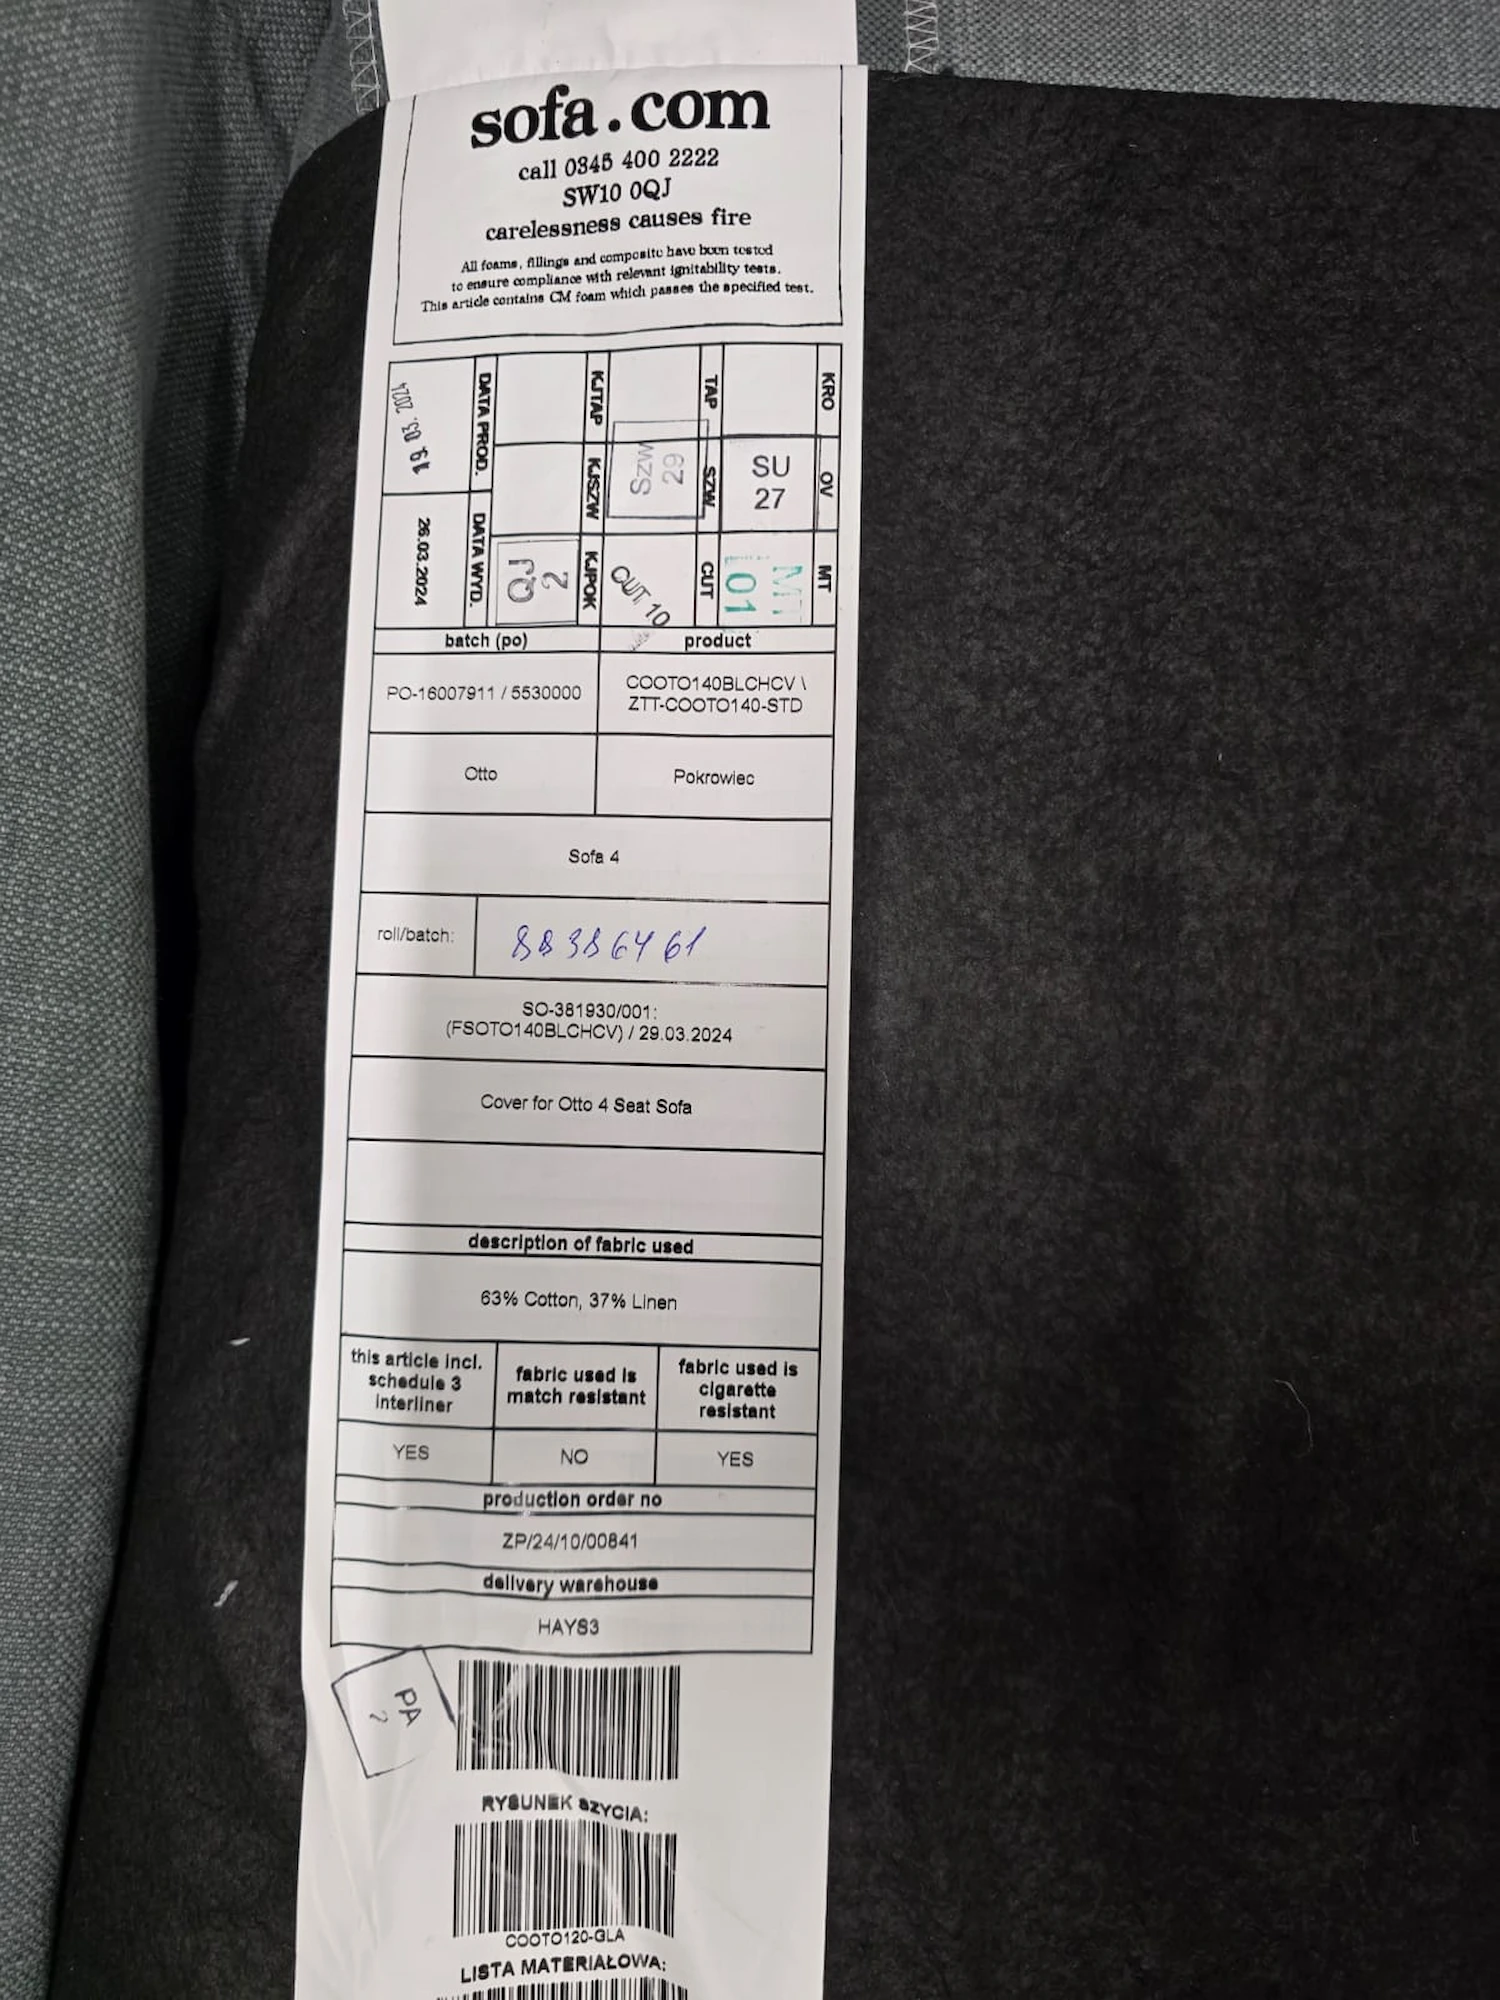 sofa.com
call 0345 400 2222
SW10 0QJ
carelessness causes fire
All foams, fillings and composite have been tested
to ensure compliance with relevant ignitability tests.
This article contains CM foam which passes the specified test.
KRO
OV
MT
SU
27
MT
01
TAP
SZW
CUT
Szw
29
CUT 10
KJTAP
KJSZW
KJPOK
QJ
2
DATA PROD.
DATA WYD.
19. 03. 2024
26.03.2024
batch (po)
product
PO-16007911 / 5530000
COOTO140BLCHCV \
ZTT-COOTO140-STD
Otto
Pokrowiec
Sofa 4
roll/batch:
88386461
SO-381930/001:
(FSOTO140BLCHCV) / 29.03.2024
Cover for Otto 4 Seat Sofa
description of fabric used
63% Cotton, 37% Linen
this article incl.
schedule 3
interliner
fabric used is
match resistant
fabric used is
cigarette
resistant
YES
NO
YES
production order no
ZP/24/10/00841
delivery warehouse
HAYS3
PA
2
RYSUNEK SZYCIA:
COOTO120-GLA
LISTA MATERIAŁOWA: